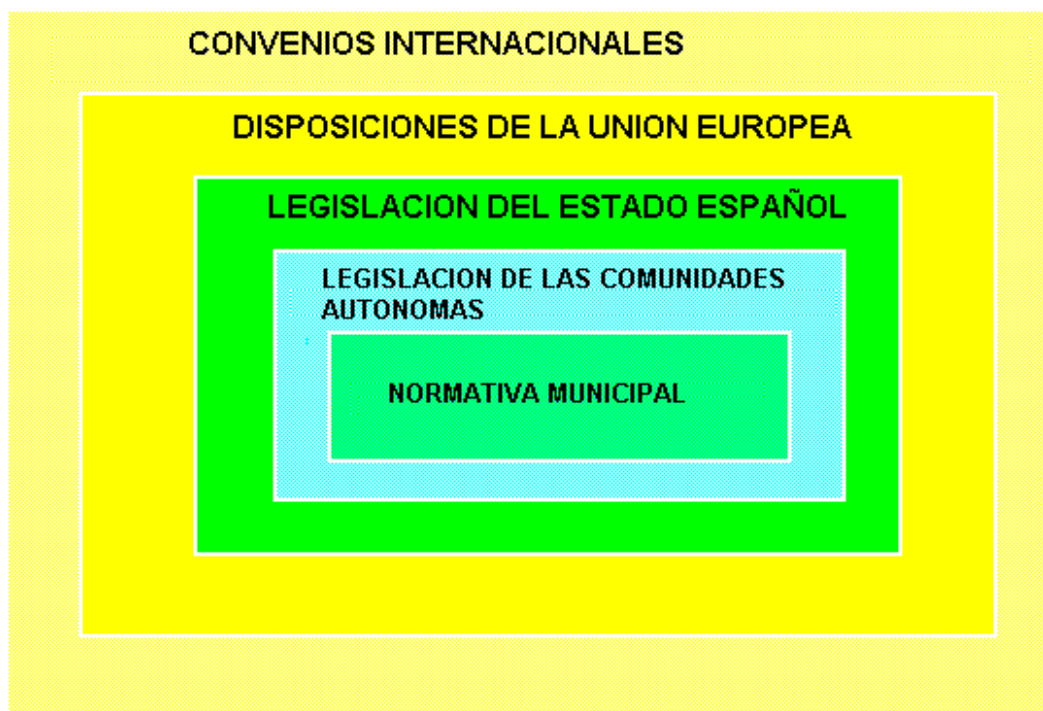 CONVENIOS INTERNACIONALES
DISPOSICIONES DE LA UNION EUROPEA
LEGISLACION DEL ESTADO ESPAÑOL
LEGISLACION DE LAS COMUNIDADES
AUTONOMAS
NORMATIVA MUNICIPAL